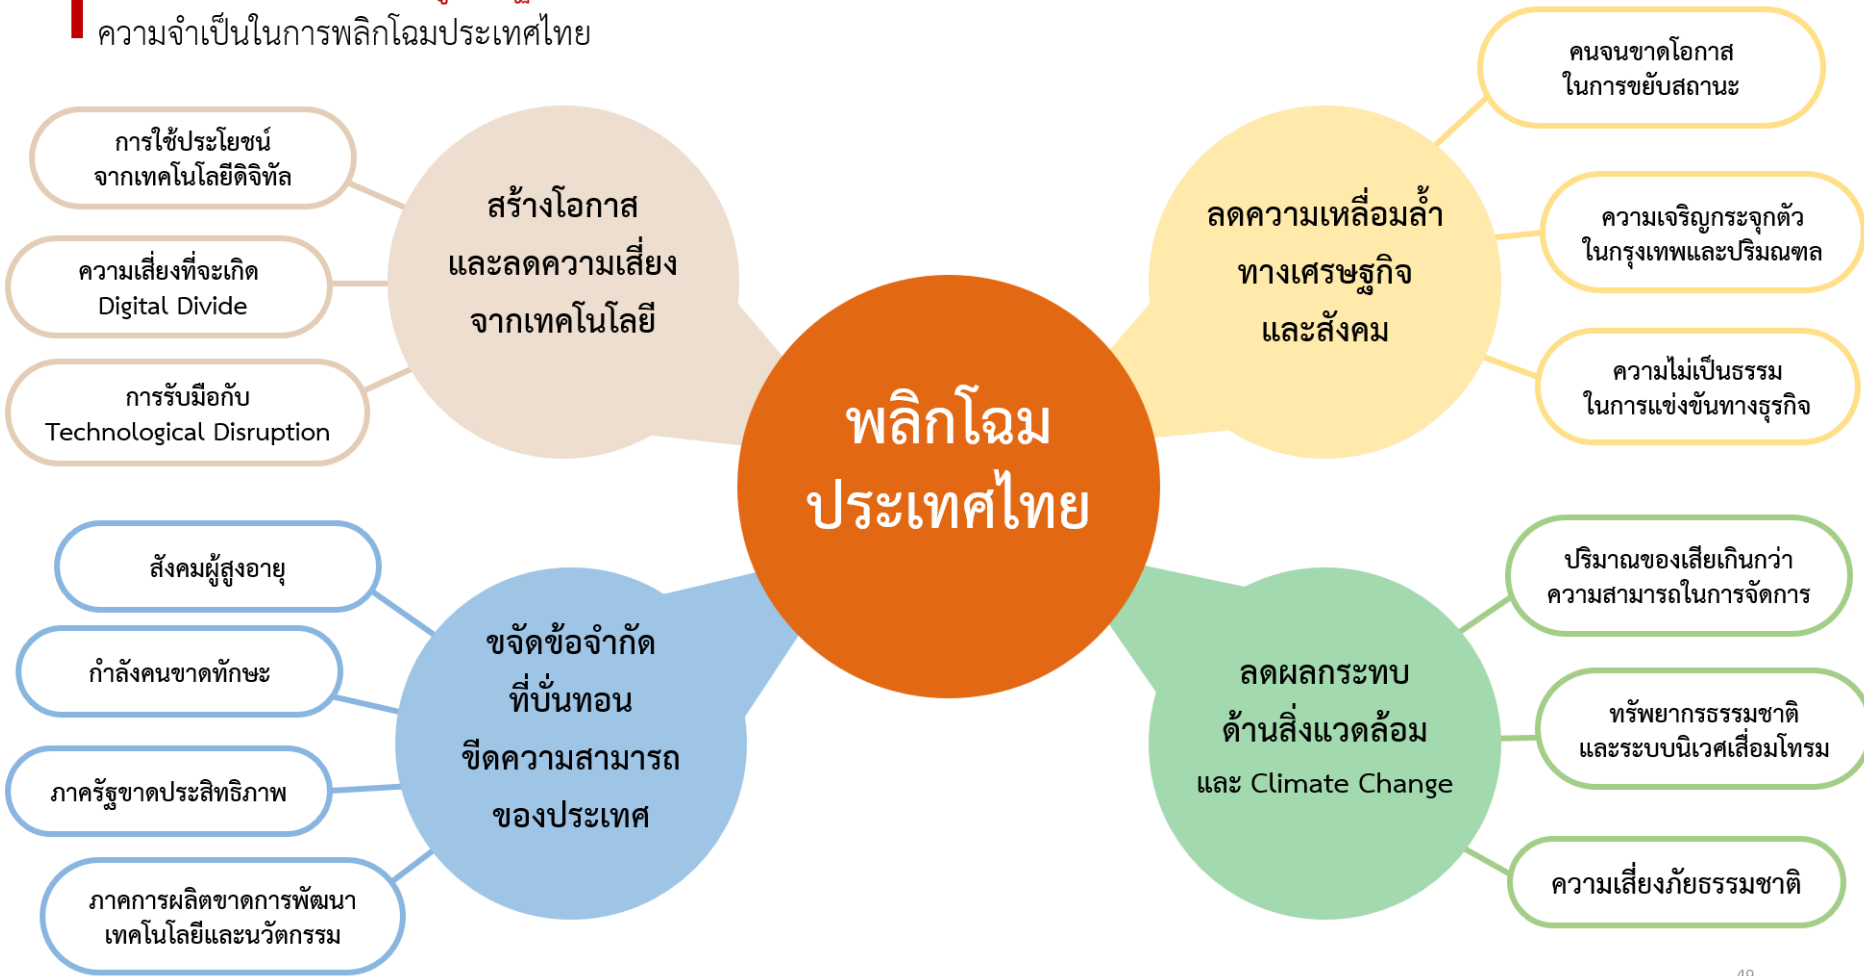 ความจำเป็นในการพลิกโฉมประเทศไทย
การใช้ประโยชน์
จากเทคโนโลยีดิจิทัล
ความเสี่ยงที่จะเกิด
Digital Divide
การรับมือกับ
Technological Disruption
สร้างโอกาส
และลดความเสี่ยง
จากเทคโนโลยี
คนจนขาดโอกาส
ในการขยับสถานะ
ความเจริญกระจุกตัว
ในกรุงเทพและปริมณฑล
ความไม่เป็นธรรม
ในการแข่งขันทางธุรกิจ
ลดความเหลื่อมล้ำ
ทางเศรษฐกิจ
และสังคม
พลิกโฉม
ประเทศไทย
สังคมผู้สูงอายุ
กำลังคนขาดทักษะ
ภาครัฐขาดประสิทธิภาพ
ภาคการผลิตขาดการพัฒนา
เทคโนโลยีและนวัตกรรม
ขจัดข้อจำกัด
ที่บั่นทอน
ขีดความสามารถ
ของประเทศ
ลดผลกระทบ
ด้านสิ่งแวดล้อม
และ Climate Change
ปริมาณของเสียเกินกว่า
ความสามารถในการจัดการ
ทรัพยากรธรรมชาติ
และระบบนิเวศเสื่อมโทรม
ความเสี่ยงภัยธรรมชาติ